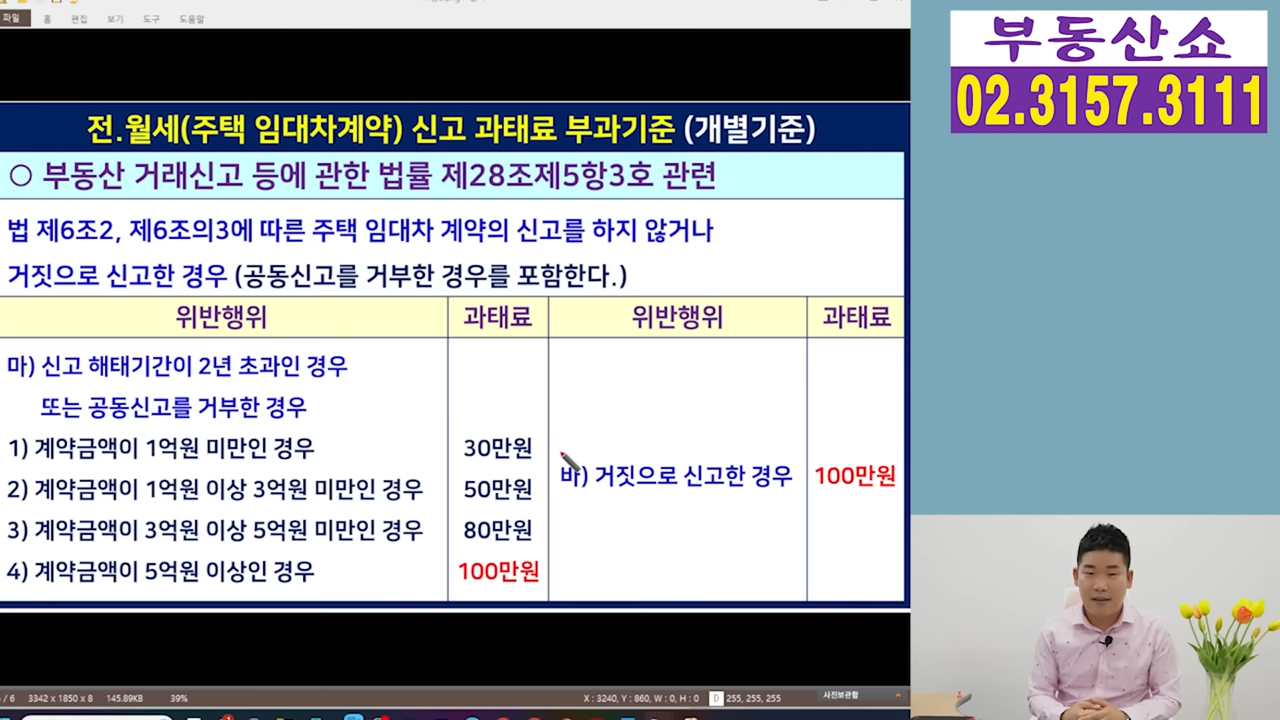 파일 홈 편집 보기 도구 도움말
부동산쇼
02.3157.3111
전.월세(주택 임대차계약) 신고 과태료 부과기준 (개별기준)
○ 부동산 거래신고 등에 관한 법률 제28조제5항3호 관련
법 제6조2, 제6조의3에 따른 주택 임대차 계약의 신고를 하지 않거나
거짓으로 신고한 경우 (공동신고를 거부한 경우를 포함한다.)
위반행위 과태료 위반행위 과태료
마) 신고 해태기간이 2년 초과인 경우
또는 공동신고를 거부한 경우
1) 계약금액이 1억원 미만인 경우 30만원
2) 계약금액이 1억원 이상 3억원 미만인 경우 50만원
3) 계약금액이 3억원 이상 5억원 미만인 경우 80만원
4) 계약금액이 5억원 이상인 경우 100만원
바) 거짓으로 신고한 경우 100만원
/ 6 3342 x 1850 x 8 145.89KB 39% X : 3240, Y : 860, W : 0, H : 0 D 255, 255, 255 사진보관함